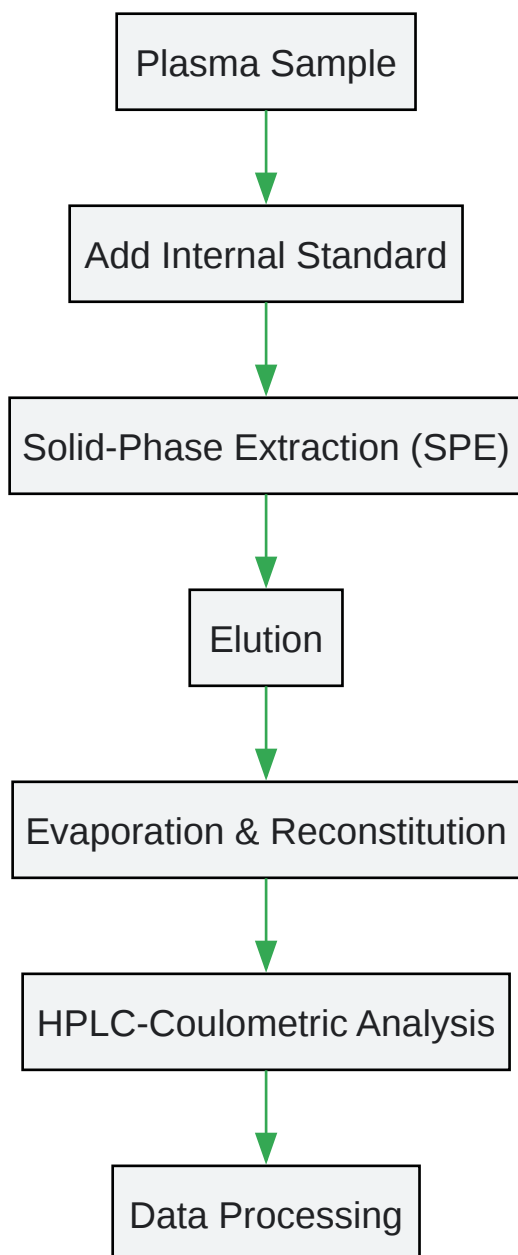 Plasma Sample
Add Internal Standard
Solid-Phase Extraction (SPE)
Elution
Evaporation & Reconstitution
HPLC-Coulometric Analysis
Data Processing